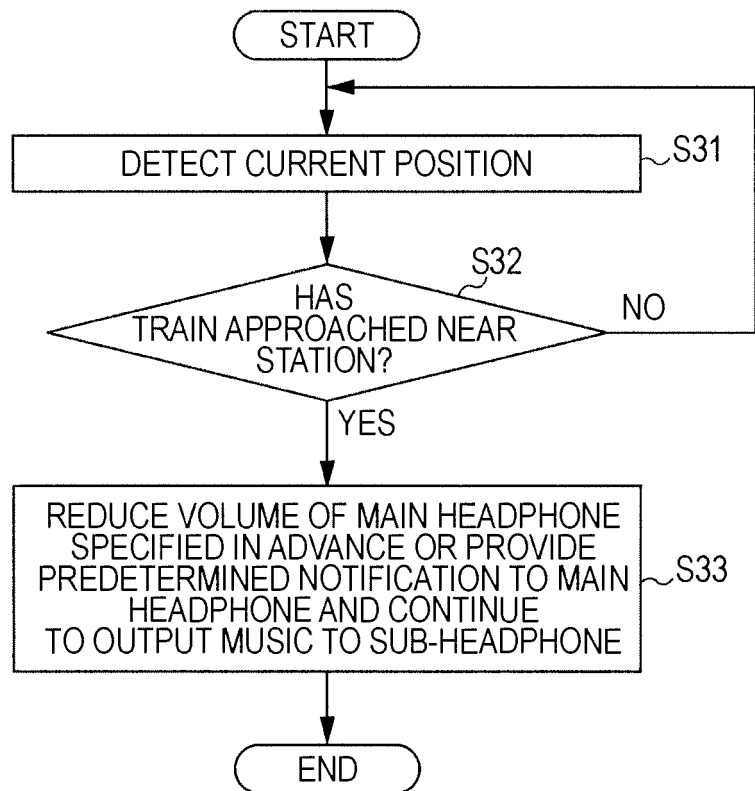 START
DETECT CURRENT POSITION
S31
S32
HAS
TRAIN APPROACHED NEAR
STATION?
NO
YES
REDUCE VOLUME OF MAIN HEADPHONE
SPECIFIED IN ADVANCE OR PROVIDE
PREDETERMINED NOTIFICATION TO MAIN
HEADPHONE AND CONTINUE
TO OUTPUT MUSIC TO SUB-HEADPHONE
S33
END